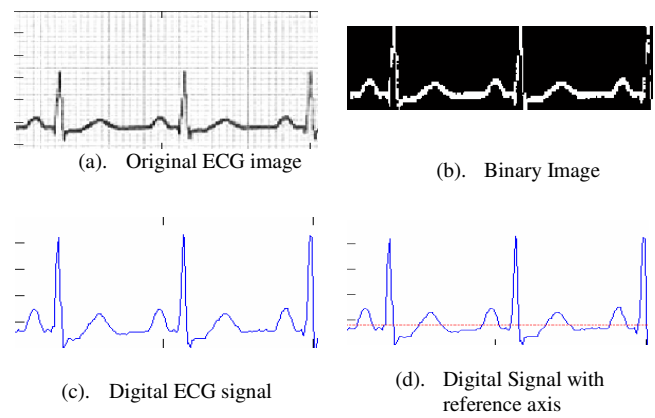 (a). Original ECG image
(b). Binary Image
(c). Digital ECG signal
(d). Digital Signal with
reference axis